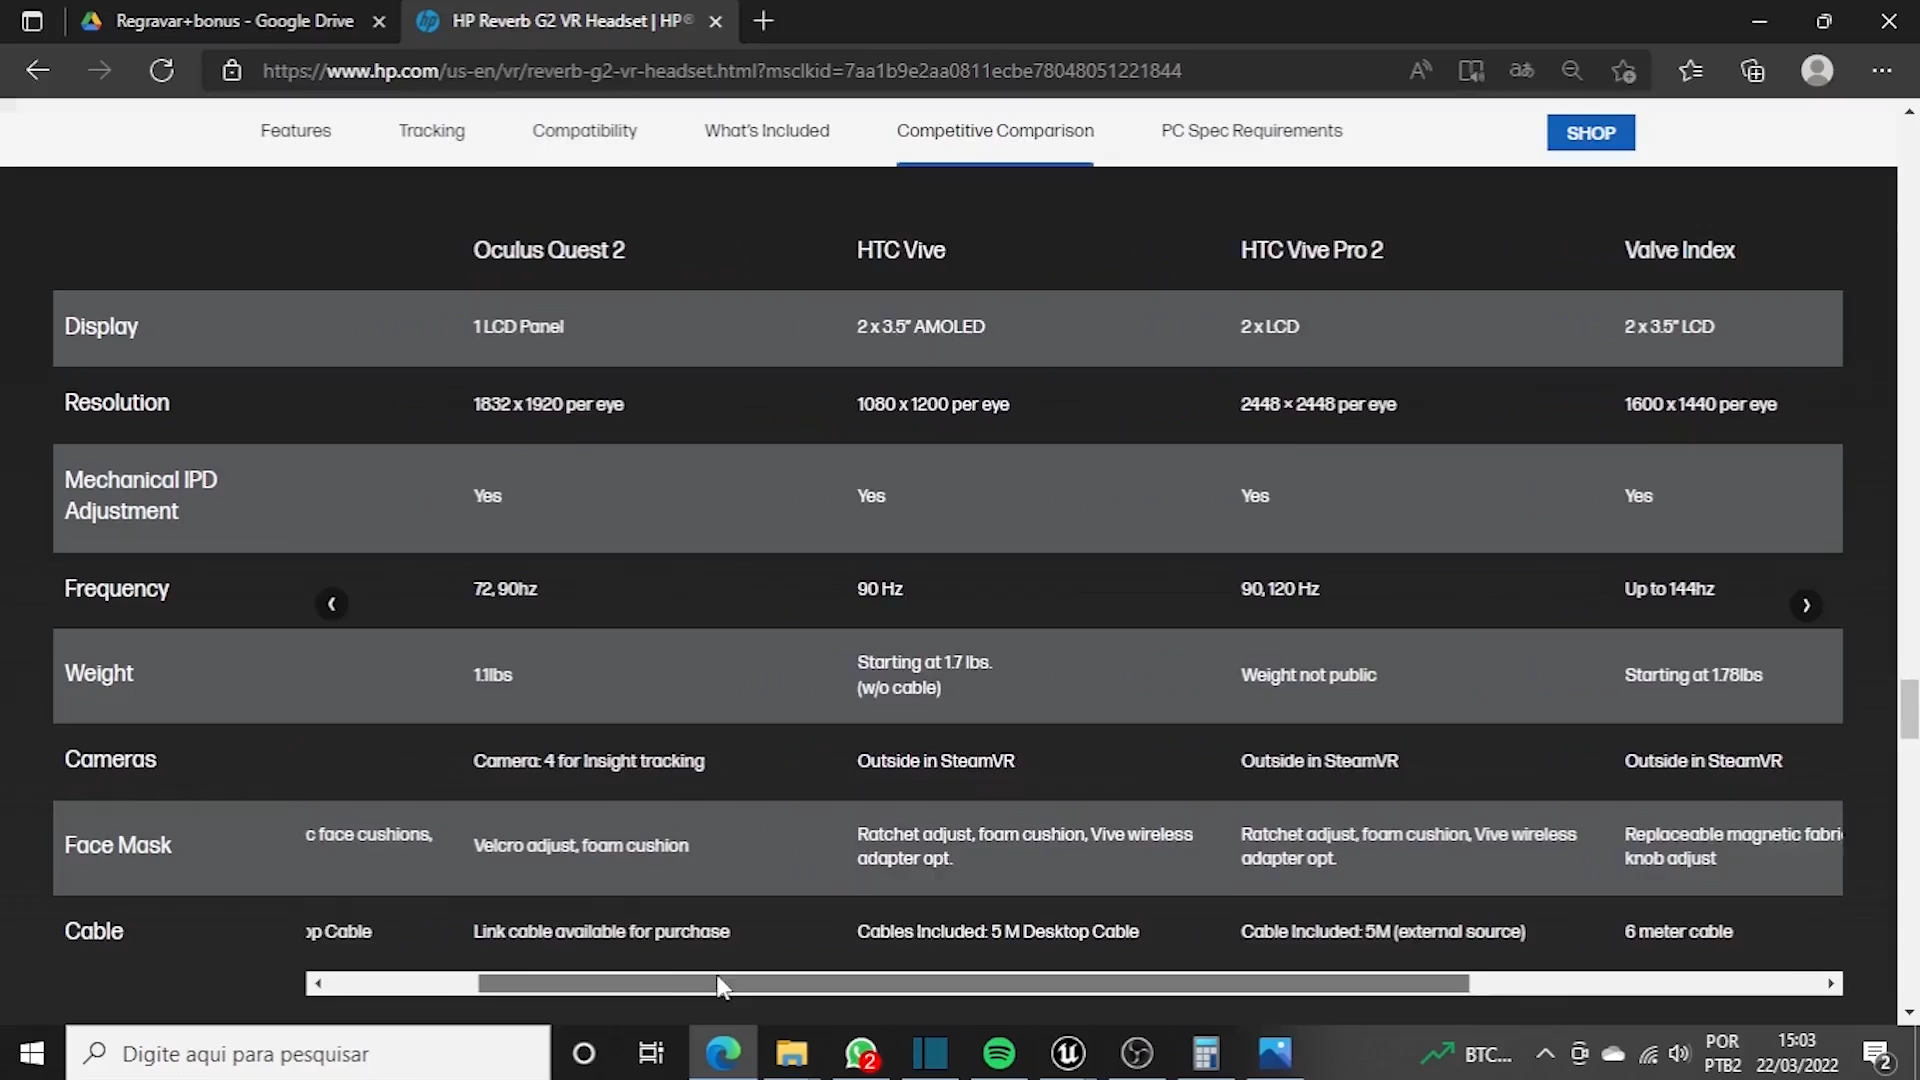 Regravar+bonus - Google Drive
HP Reverb G2 VR Headset | HP®
https://www.hp.com/us-en/vr/reverb-g2-vr-headset.html?msclkid=7aa1b9e2aa0811ecbe78048051221844
Features Tracking Compatibility What's Included Competitive Comparison PC Spec Requirements SHOP
Oculus Quest 2 HTC Vive HTC Vive Pro 2 Valve Index
Display 1 LCD Panel 2 x 3.5" AMOLED 2 x LCD 2 x 3.5" LCD
Resolution 1832 x 1920 per eye 1080 x 1200 per eye 2448 × 2448 per eye 1600 x 1440 per eye
Mechanical IPD
Adjustment Yes Yes Yes Yes
Frequency 72, 90hz 90 Hz 90, 120 Hz Up to 144hz
Weight 1.1lbs Starting at 1.7 lbs.
(w/o cable) Weight not public Starting at 1.78lbs
Cameras Camera: 4 for Insight tracking Outside in SteamVR Outside in SteamVR Outside in SteamVR
Face Mask c face cushions, Velcro adjust, foam cushion Ratchet adjust, foam cushion, Vive wireless
adapter opt. Ratchet adjust, foam cushion, Vive wireless
adapter opt. Replaceable magnetic fabri
knob adjust
Cable op Cable Link cable available for purchase Cables Included: 5 M Desktop Cable Cable Included: 5M (external source) 6 meter cable
Digite aqui para pesquisar
2
BTC...
POR
PTB2
15:03
22/03/2022
2